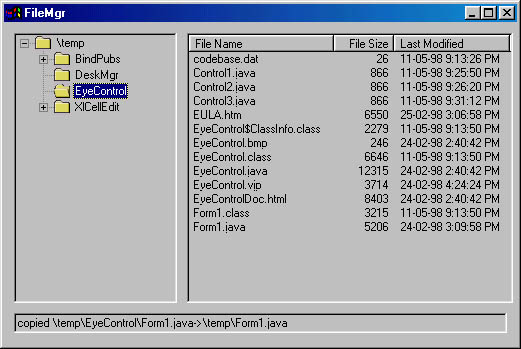 FileMgr
\temp
BindPubs
DeskMgr
EyeControl
XlCellEdit
File Name File Size Last Modified
codebase.dat 26 11-05-98 9:13:26 PM
Control1.java 866 11-05-98 9:25:50 PM
Control2.java 866 11-05-98 9:26:20 PM
Control3.java 866 11-05-98 9:31:12 PM
EULA.htm 6550 25-02-98 3:06:58 PM
EyeControl$ClassInfo.class 2279 11-05-98 9:13:50 PM
EyeControl.bmp 246 24-02-98 2:40:42 PM
EyeControl.class 6646 11-05-98 9:13:50 PM
EyeControl.java 12315 24-02-98 2:40:42 PM
EyeControl.vjp 3714 24-02-98 4:24:24 PM
EyeControlDoc.html 8403 24-02-98 2:40:42 PM
Form1.class 3215 11-05-98 9:13:50 PM
Form1.java 5206 24-02-98 3:09:58 PM
copied \temp\EyeControl\Form1.java->\temp\Form1.java